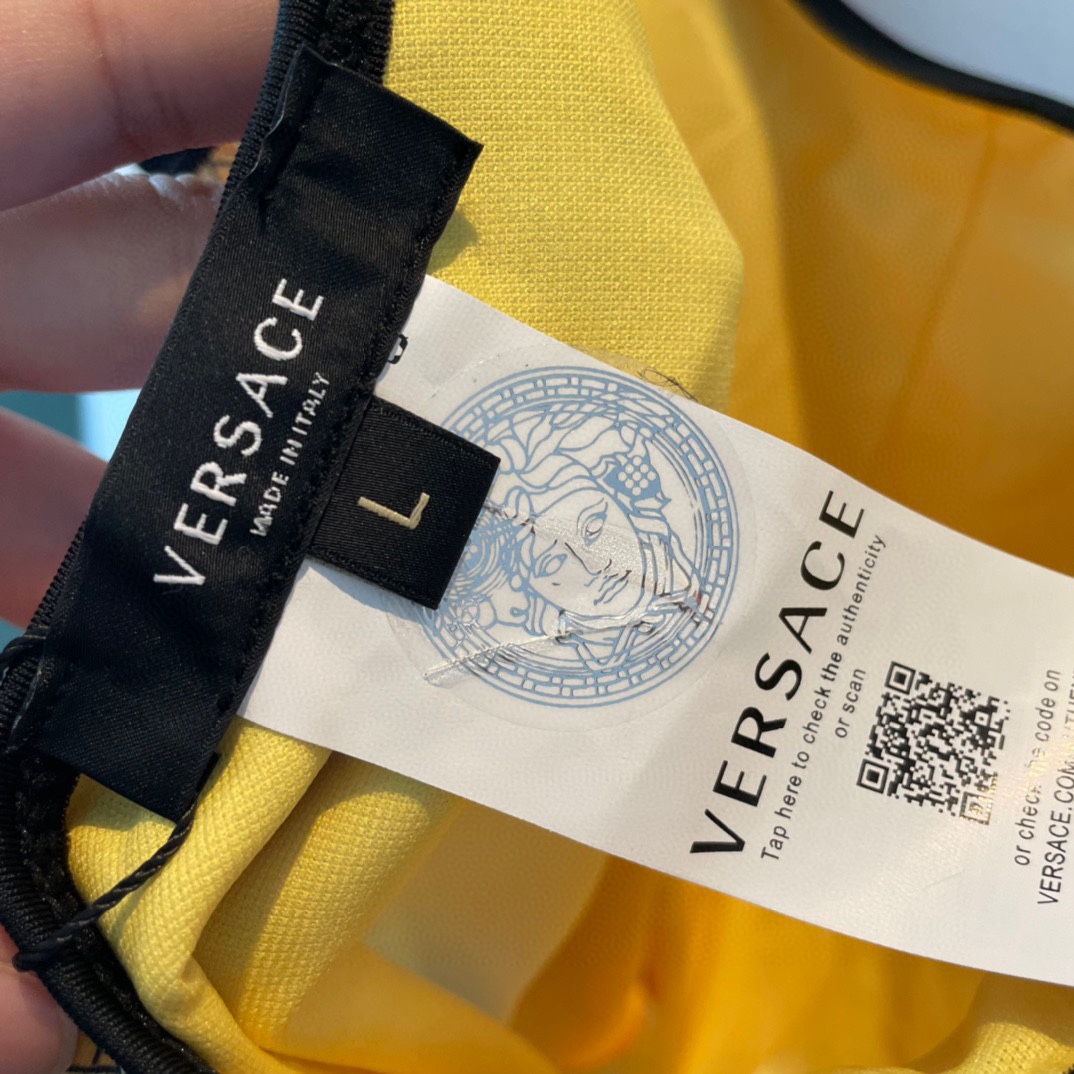 VERSACE
MADE IN ITALY
L
VERSACE
Tap here to check the authenticity
or scan
or check the code on
VERSACE.COM